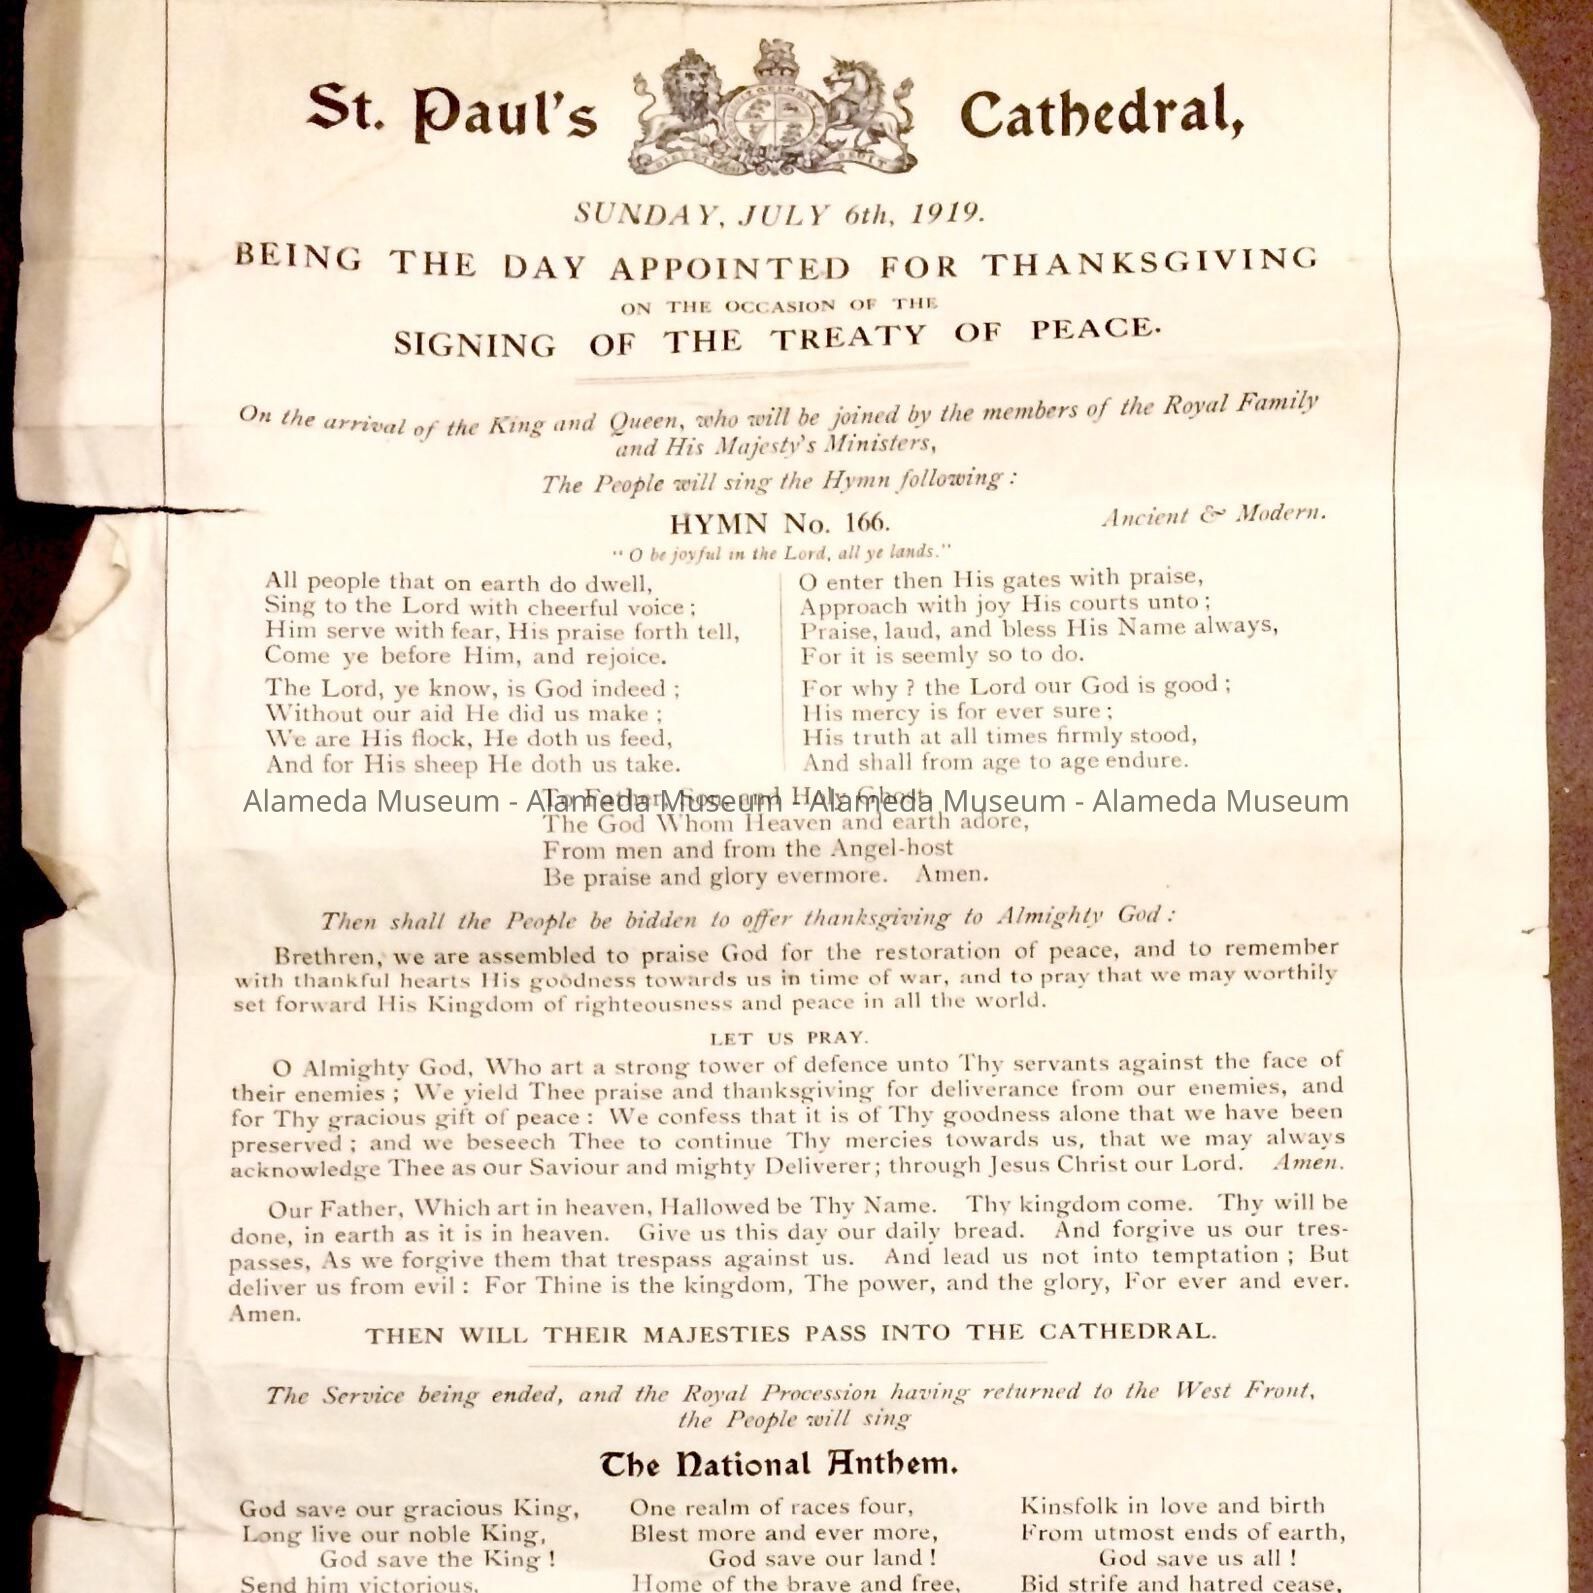 St. Paul's Cathedral,
SUNDAY, JULY 6th, 1919.
BEING THE DAY APPOINTED FOR THANKSGIVING
ON THE OCCASION OF THE
SIGNING OF THE TREATY OF PEACE.
On the arrival of the King and Queen, who will be joined by the members of the Royal Family
and His Majesty's Ministers,
The People will sing the Hymn following :
HYMN No. 166.
Ancient & Modern.
"O be joyful in the Lord, all ye lands."
All people that on earth do dwell,
Sing to the Lord with cheerful voice ;
Him serve with fear, His praise forth tell,
Come ye before Him, and rejoice.
The Lord, ye know, is God indeed ;
Without our aid He did us make ;
We are His flock, He doth us feed,
And for His sheep He doth us take.
O enter then His gates with praise,
Approach with joy His courts unto ;
Praise, laud, and bless His Name always,
For it is seemly so to do.
For why ? the Lord our God is good ;
His mercy is for ever sure ;
His truth at all times firmly stood,
And shall from age to age endure.
To Father, Son, and Holy Ghost,
Alameda Museum - Alameda Museum - Alameda Museum - Alameda Museum
The God Whom Heaven and earth adore,
From men and from the Angel-host
Be praise and glory evermore. Amen.
Then shall the People be bidden to offer thanksgiving to Almighty God :
Brethren, we are assembled to praise God for the restoration of peace, and to remember
with thankful hearts His goodness towards us in time of war, and to pray that we may worthily
set forward His Kingdom of righteousness and peace in all the world.
LET US PRAY.
O Almighty God, Who art a strong tower of defence unto Thy servants against the face of
their enemies ; We yield Thee praise and thanksgiving for deliverance from our enemies, and
for Thy gracious gift of peace : We confess that it is of Thy goodness alone that we have been
preserved ; and we beseech Thee to continue Thy mercies towards us, that we may always
acknowledge Thee as our Saviour and mighty Deliverer ; through Jesus Christ our Lord. Amen.
Our Father, Which art in heaven, Hallowed be Thy Name. Thy kingdom come. Thy will be
done, in earth as it is in heaven. Give us this day our daily bread. And forgive us our tres-
passes, As we forgive them that trespass against us. And lead us not into temptation ; But
deliver us from evil : For Thine is the kingdom, The power, and the glory, For ever and ever.
Amen.
THEN WILL THEIR MAJESTIES PASS INTO THE CATHEDRAL.
The Service being ended, and the Royal Procession having returned to the West Front,
the People will sing
The National Anthem.
God save our gracious King,
Long live our noble King,
God save the King !
Send him victorious,
One realm of races four,
Blest more and ever more,
God save our land !
Home of the brave and free,
Kinsfolk in love and birth
From utmost ends of earth,
God save us all !
Bid strife and hatred cease,